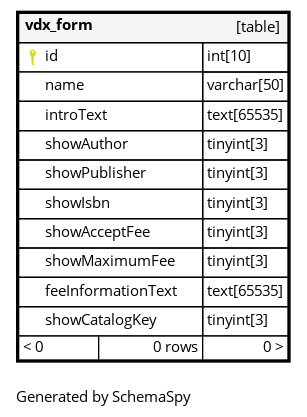 vdx_form [table]
id int[10]
name varchar[50]
introText text[65535]
showAuthor tinyint[3]
showPublisher tinyint[3]
showIsbn tinyint[3]
showAcceptFee tinyint[3]
showMaximumFee tinyint[3]
feeInformationText text[65535]
showCatalogKey tinyint[3]
< 0 0 rows 0 >
Generated by SchemaSpy